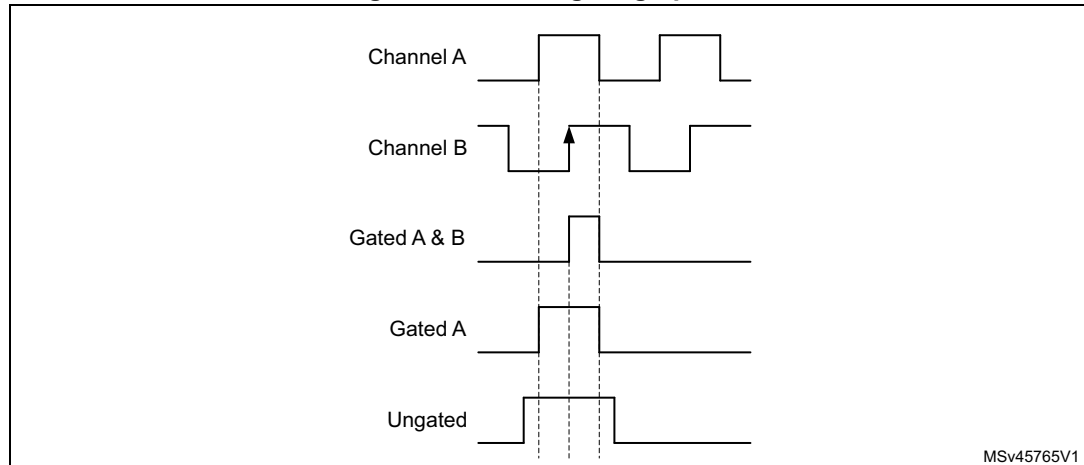 Channel A
Channel B
Gated A & B
Gated A
Ungated
MSv45765V1